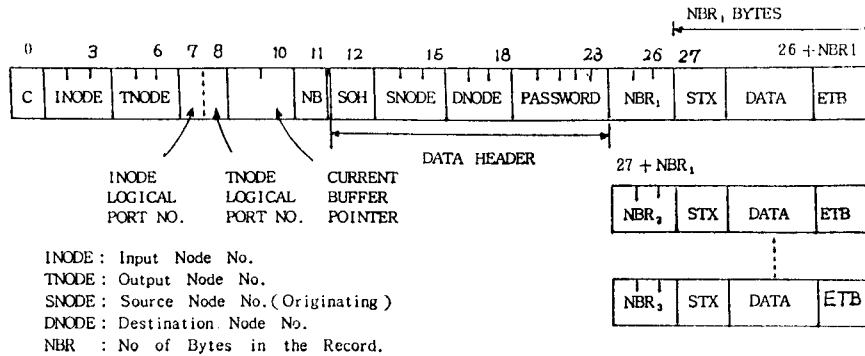 NBR₁ BYTES
0 3 6 7 8 10 11 12 15 18 23 26 27 26 + NBR1
C INODE TNODE NB SOH SNODE DNODE PASSWORD NBR₁ STX DATA ETB
DATA HEADER
INODE LOGICAL PORT NO.
TNODE LOGICAL PORT NO.
CURRENT BUFFER POINTER
27 + NBR₁
NBR₃ STX DATA ETB
NBR₃ STX DATA ETB
INODE : Input Node No.
TNODE : Output Node No.
SNODE : Source Node No.(Originating)
DNODE : Destination Node No.
NBR : No of Bytes in the Record.